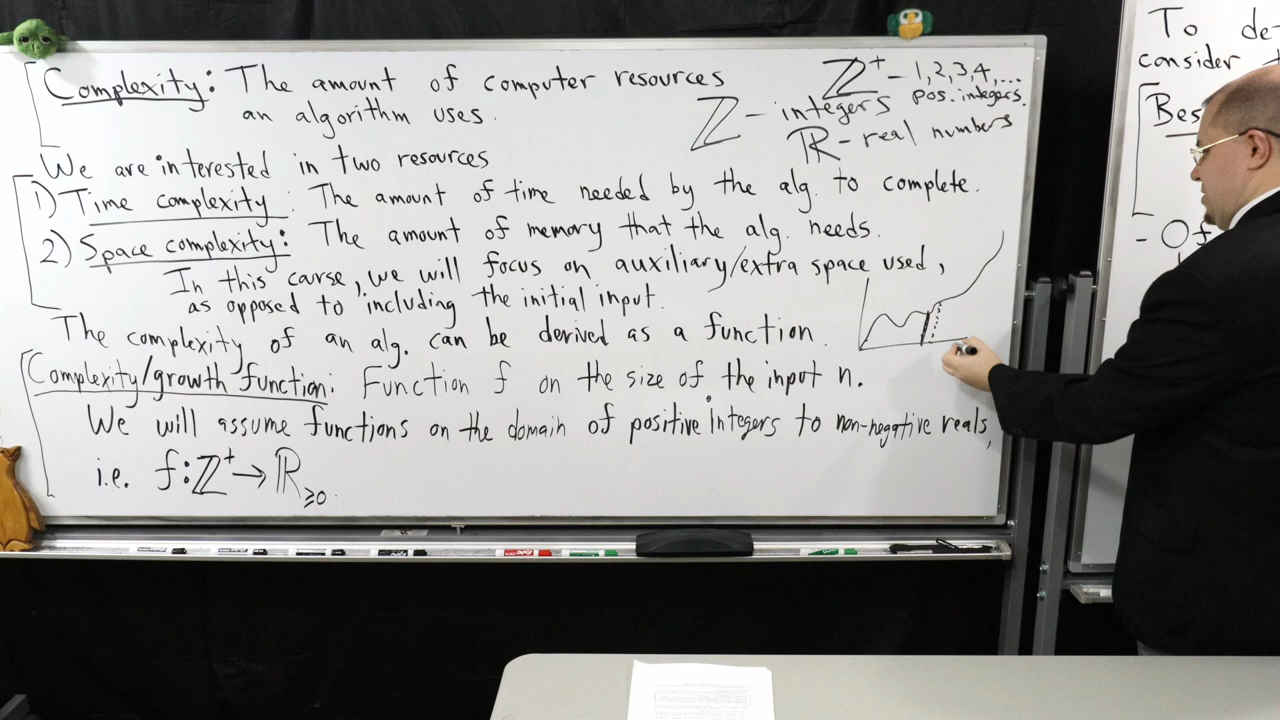 Complexity: The amount of computer resources
an algorithm uses.
ℤ⁺ – 1,2,3,4,...
pos. integers.
ℤ – integers
ℝ – real numbers
We are interested in two resources
1) Time complexity: The amount of time needed by the alg. to complete.
2) Space complexity: The amount of memory that the alg. needs.
In this carse, we will focus on auxiliary/extra space used,
as opposed to including the initial input.
The complexity of an alg. can be derived as a function.
Complexity/growth function: Function f on the size of the input n.
We will assume functions on the domain of positive integers to non-negative reals,
i.e. f:ℤ⁺→ℝ≥0.
To de-
consider
Bes
- Of